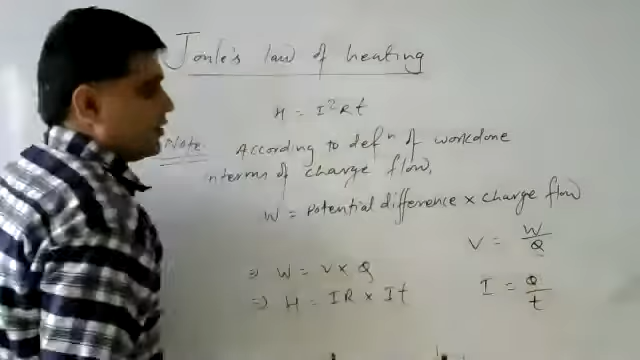 Joule's law of heating
H = I²Rt
Note: According to defⁿ of workdone
interms of charge flow,
W = Potential difference × charge flow
V = W/Q
⇒ W = V × Q
I = Q/t
⇒ H = IR × It